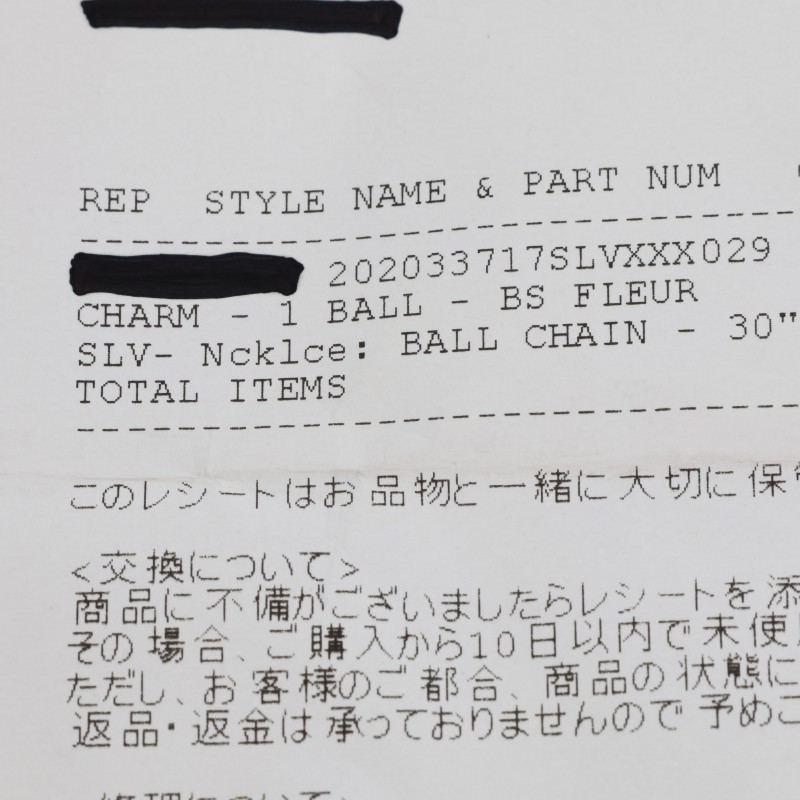 REP STYLE NAME & PART NUM
202033717SLVXXX029
CHARM - 1 BALL - BS FLEUR
SLV- Ncklce: BALL CHAIN - 30"
TOTAL ITEMS
このレシートはお品物と一緒に大切に保
<交換について>
商品に不備がございましたらレシートを添
その場合、ご購入から10日以内で未使
ただし、お客様のご都合、商品の状態に
返品・返金は承っておりませんので予めご